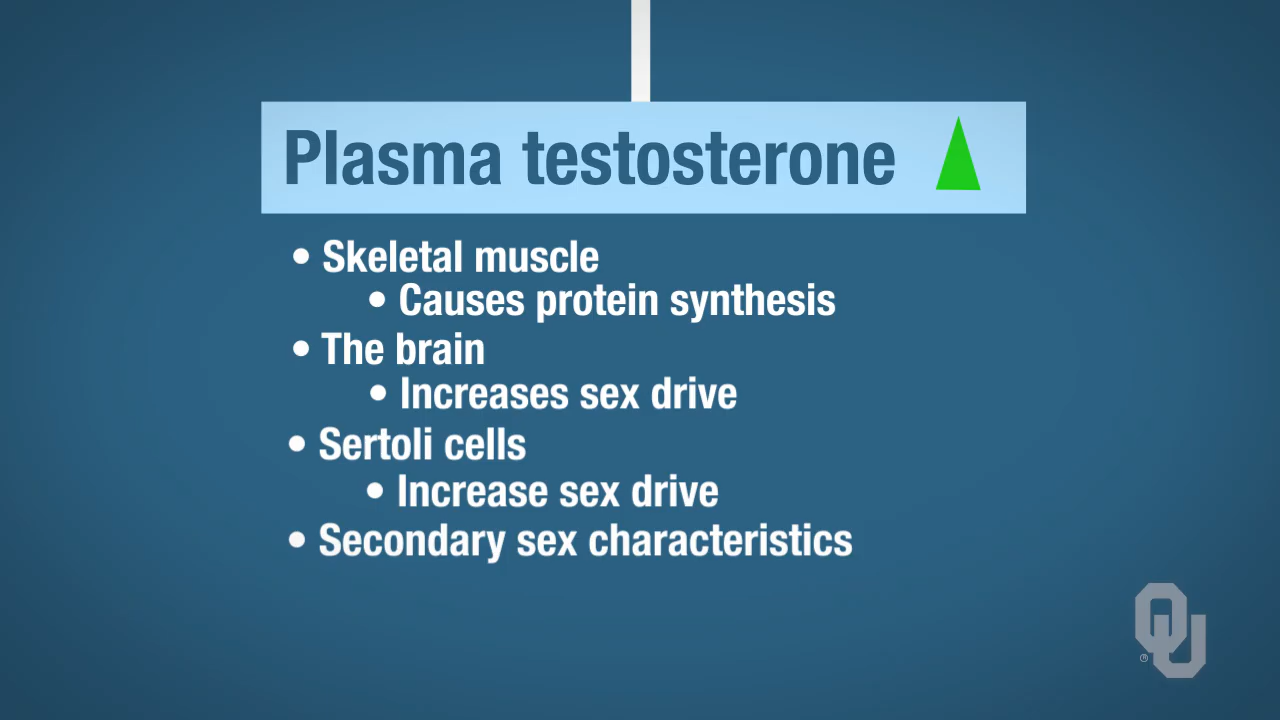 Plasma testosterone
• Skeletal muscle
• Causes protein synthesis
• The brain
• Increases sex drive
• Sertoli cells
• Increase sex drive
• Secondary sex characteristics
OU
®